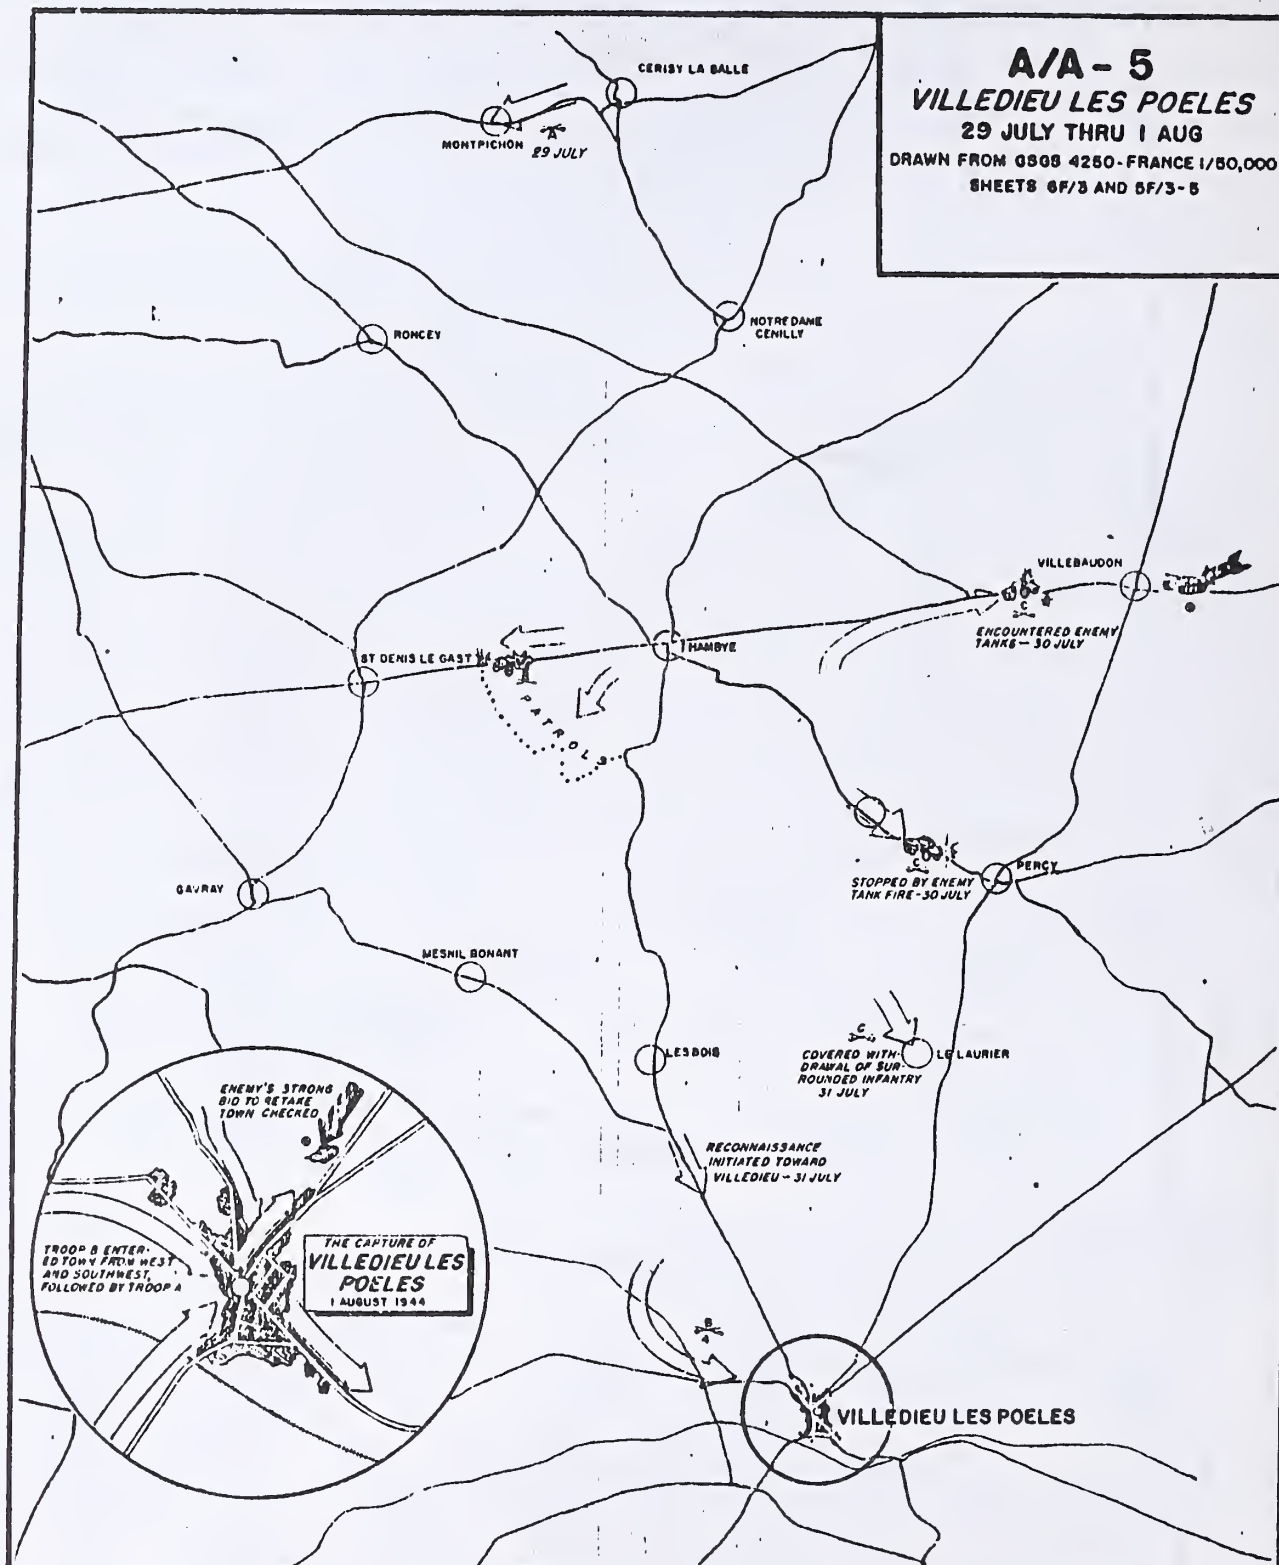 A/A - 5
VILLEDIEU LES POELES
29 JULY THRU 1 AUG
DRAWN FROM GSGS 4250-FRANCE 1/50,000
SHEETS 6F/3 AND 5F/3-5
CERISY LA SALLE
MONTPICHON
A
29 JULY
NOTRE DAME
CENILLY
RONCEY
VILLEBAUDON
C
ENCOUNTERED ENEMY
TANKS - 30 JULY
HAMBYE
ST DENIS LE GAST
PATROLS
C
STOPPED BY ENEMY
TANK FIRE - 30 JULY
PERCY
GAVRAY
MESNIL BONANT
LESBOIS
C
COVERED WITH-
DRAWAL OF SUR-
ROUNDED INFANTRY
31 JULY
LE LAURIER
RECONNAISSANCE
INITIATED TOWARD
VILLEDIEU - 31 JULY
ENEMY'S STRONG
BID TO RETAKE
TOWN CHECKED
TROOP B ENTER-
ED TOWN FROM WEST
AND SOUTHWEST,
FOLLOWED BY TROOP A
THE CAPTURE OF
VILLEDIEU LES
POELES
1 AUGUST 1944
B
4
VILLEDIEU LES POELES